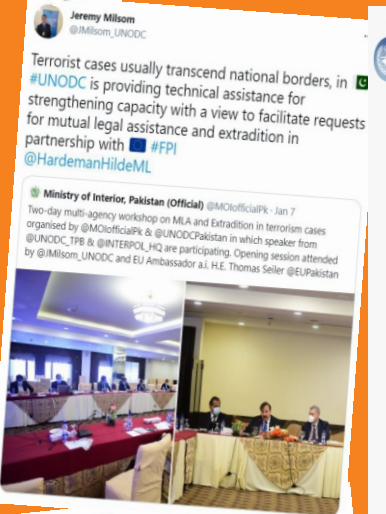 Jeremy Milsom
@JMilsom_UNODC
Terrorist cases usually transcend national borders, in 🇵🇰
#UNODC is providing technical assistance for
strengthening capacity with a view to facilitate requests
for mutual legal assistance and extradition in
partnership with 🇪🇺 #FPI
@HardemanHildeML
Ministry of Interior, Pakistan (Official) @MOIofficialPk · Jan 7
Two-day multi-agency workshop on MLA and Extradition in terrorism cases
organised by @MOIofficialPk & @UNODCPakistan in which speaker from
@UNODC_TPB & @INTERPOL_HQ are participating. Opening session attended
by @JMilsom_UNODC and EU Ambassador a.i. H.E. Thomas Seiler @EUPakistan